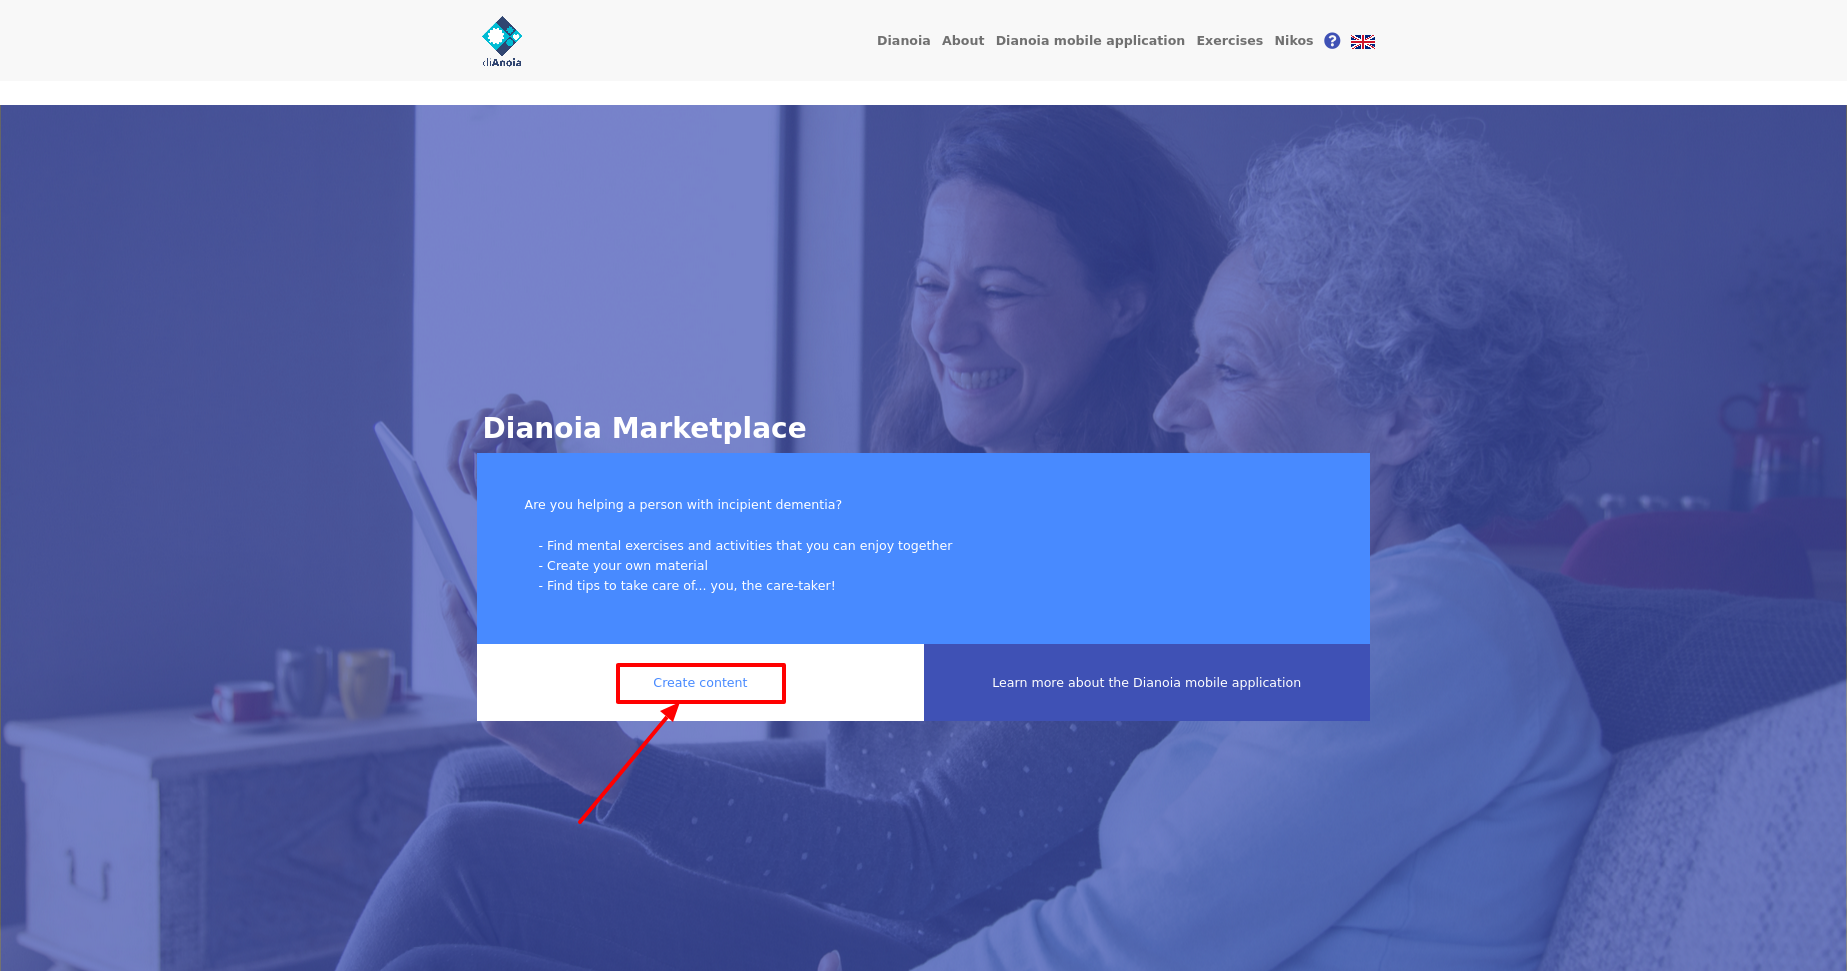 diAnoia
Dianoia About Dianoia mobile application Exercises Nikos ?
Dianoia Marketplace
Are you helping a person with incipient dementia?
- Find mental exercises and activities that you can enjoy together
- Create your own material
- Find tips to take care of... you, the care-taker!
Create content
Learn more about the Dianoia mobile application